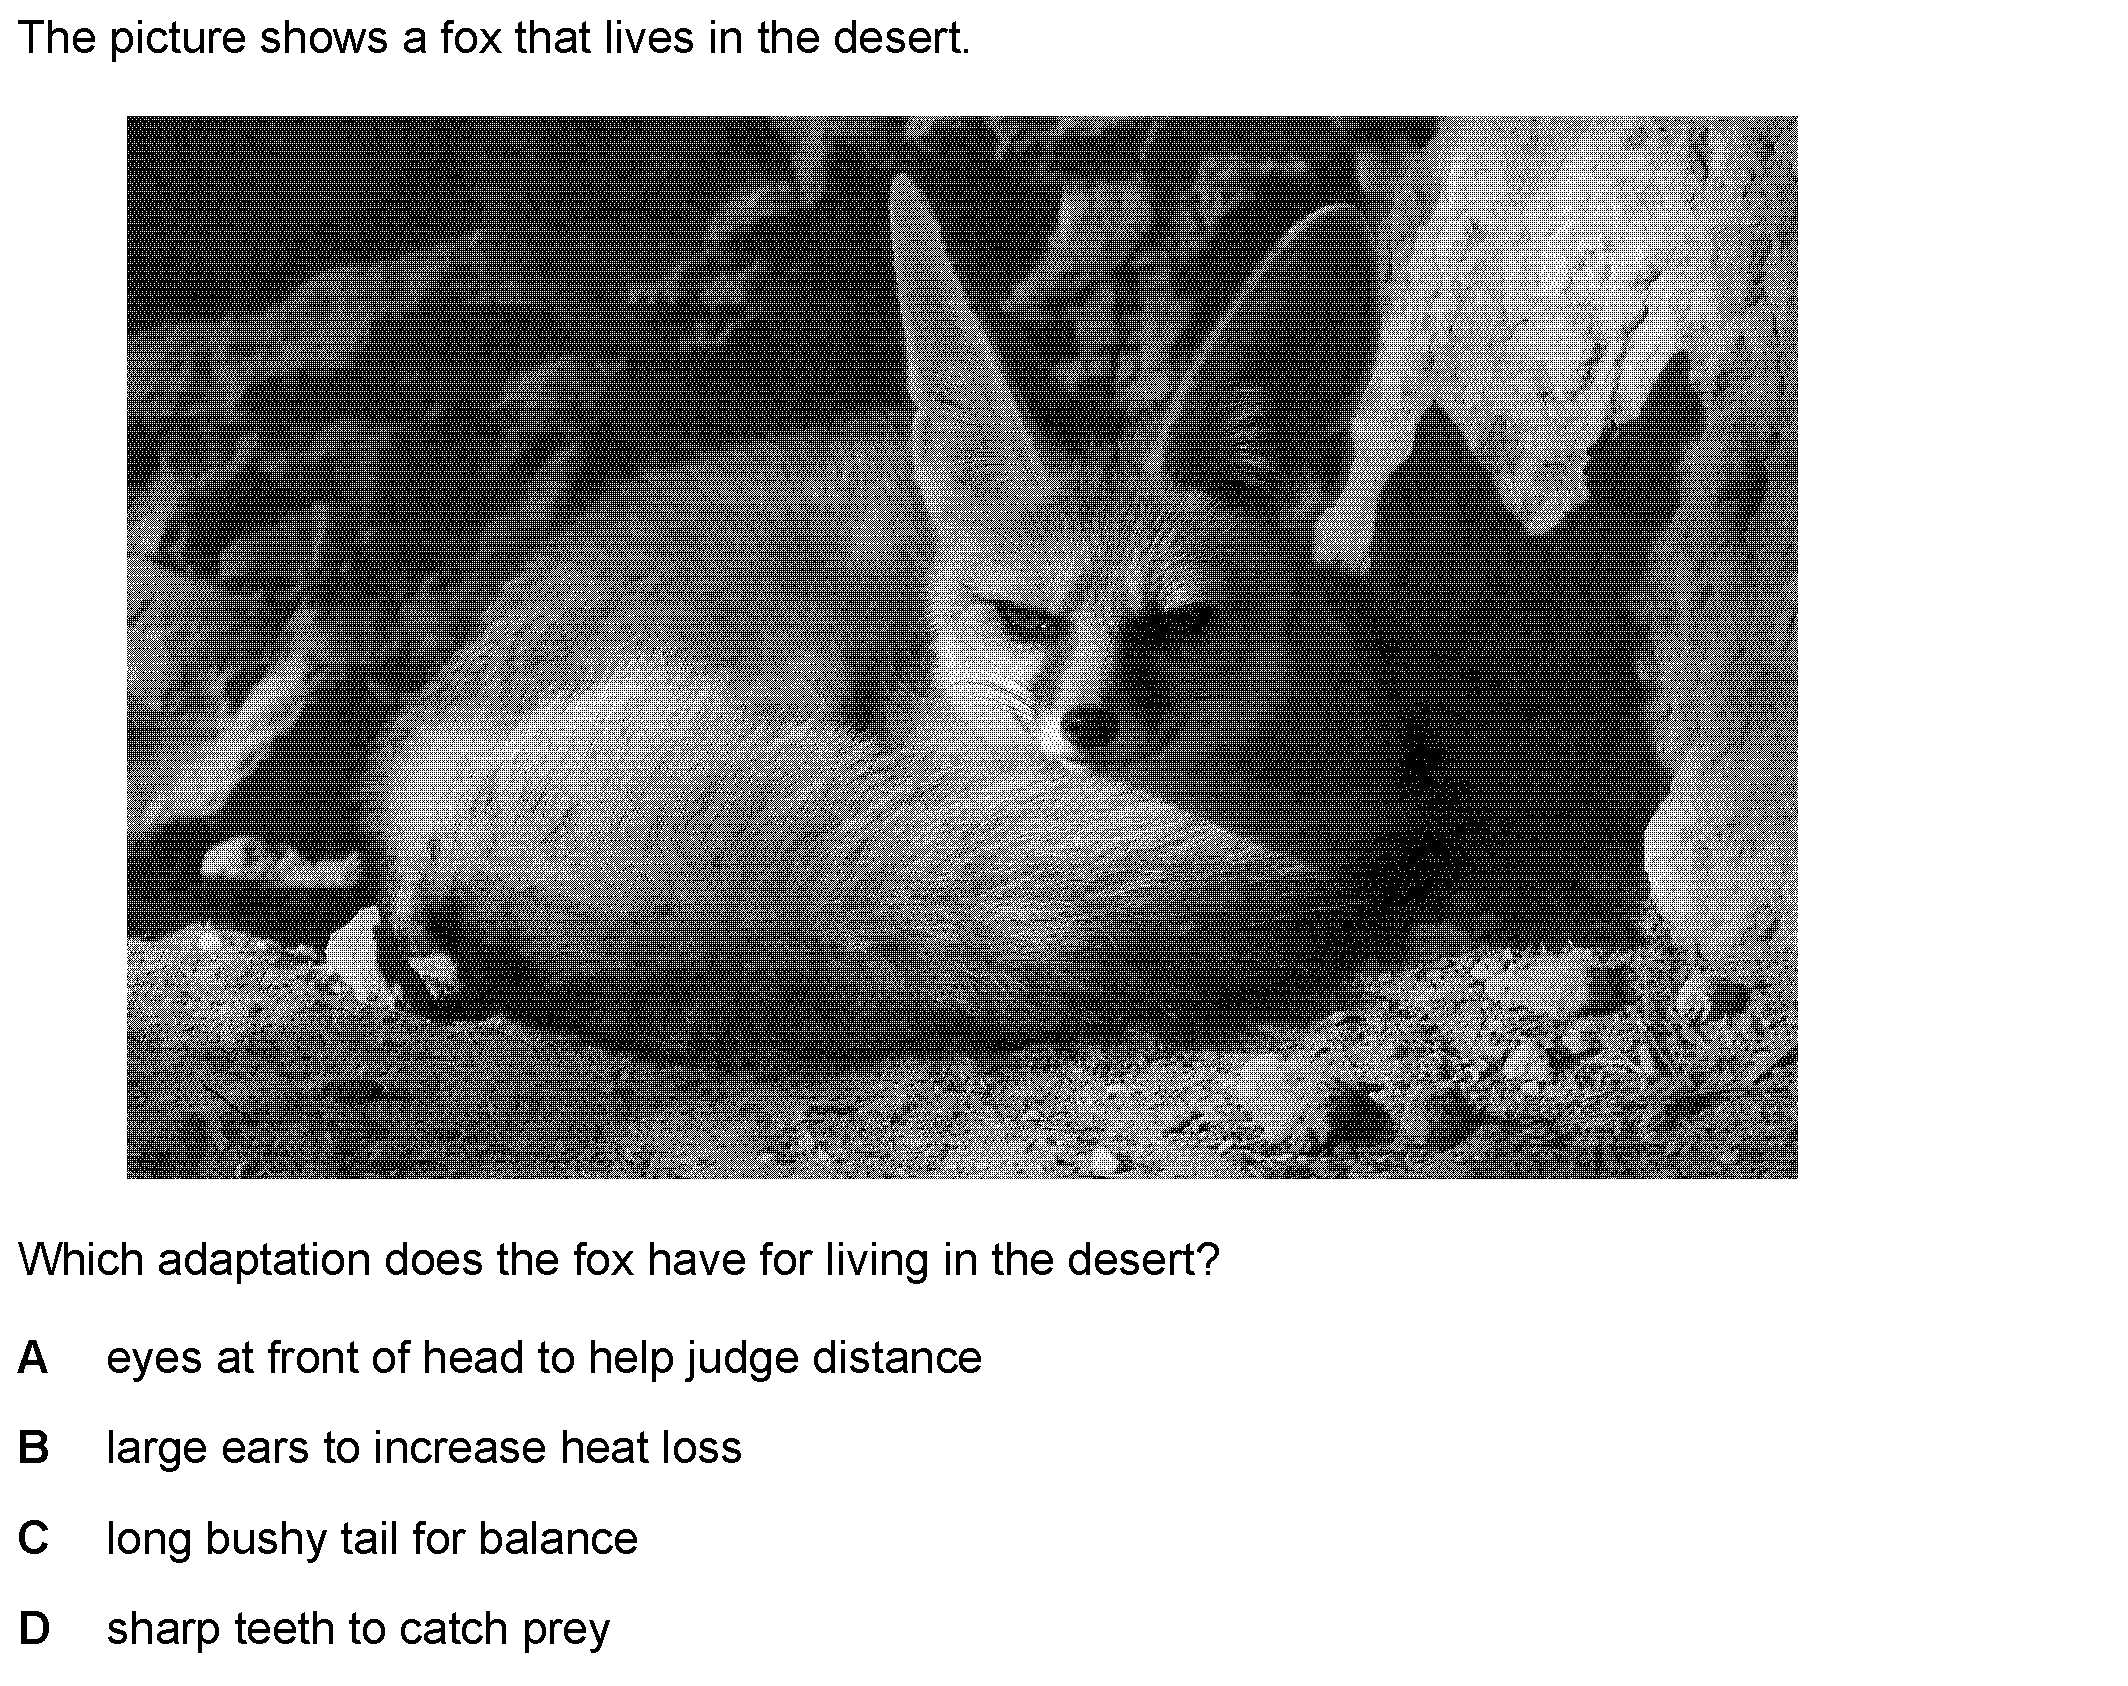 The picture shows a fox that lives in the desert.
Which adaptation does the fox have for living in the desert?
A eyes at front of head to help judge distance
B large ears to increase heat loss
C long bushy tail for balance
D sharp teeth to catch prey